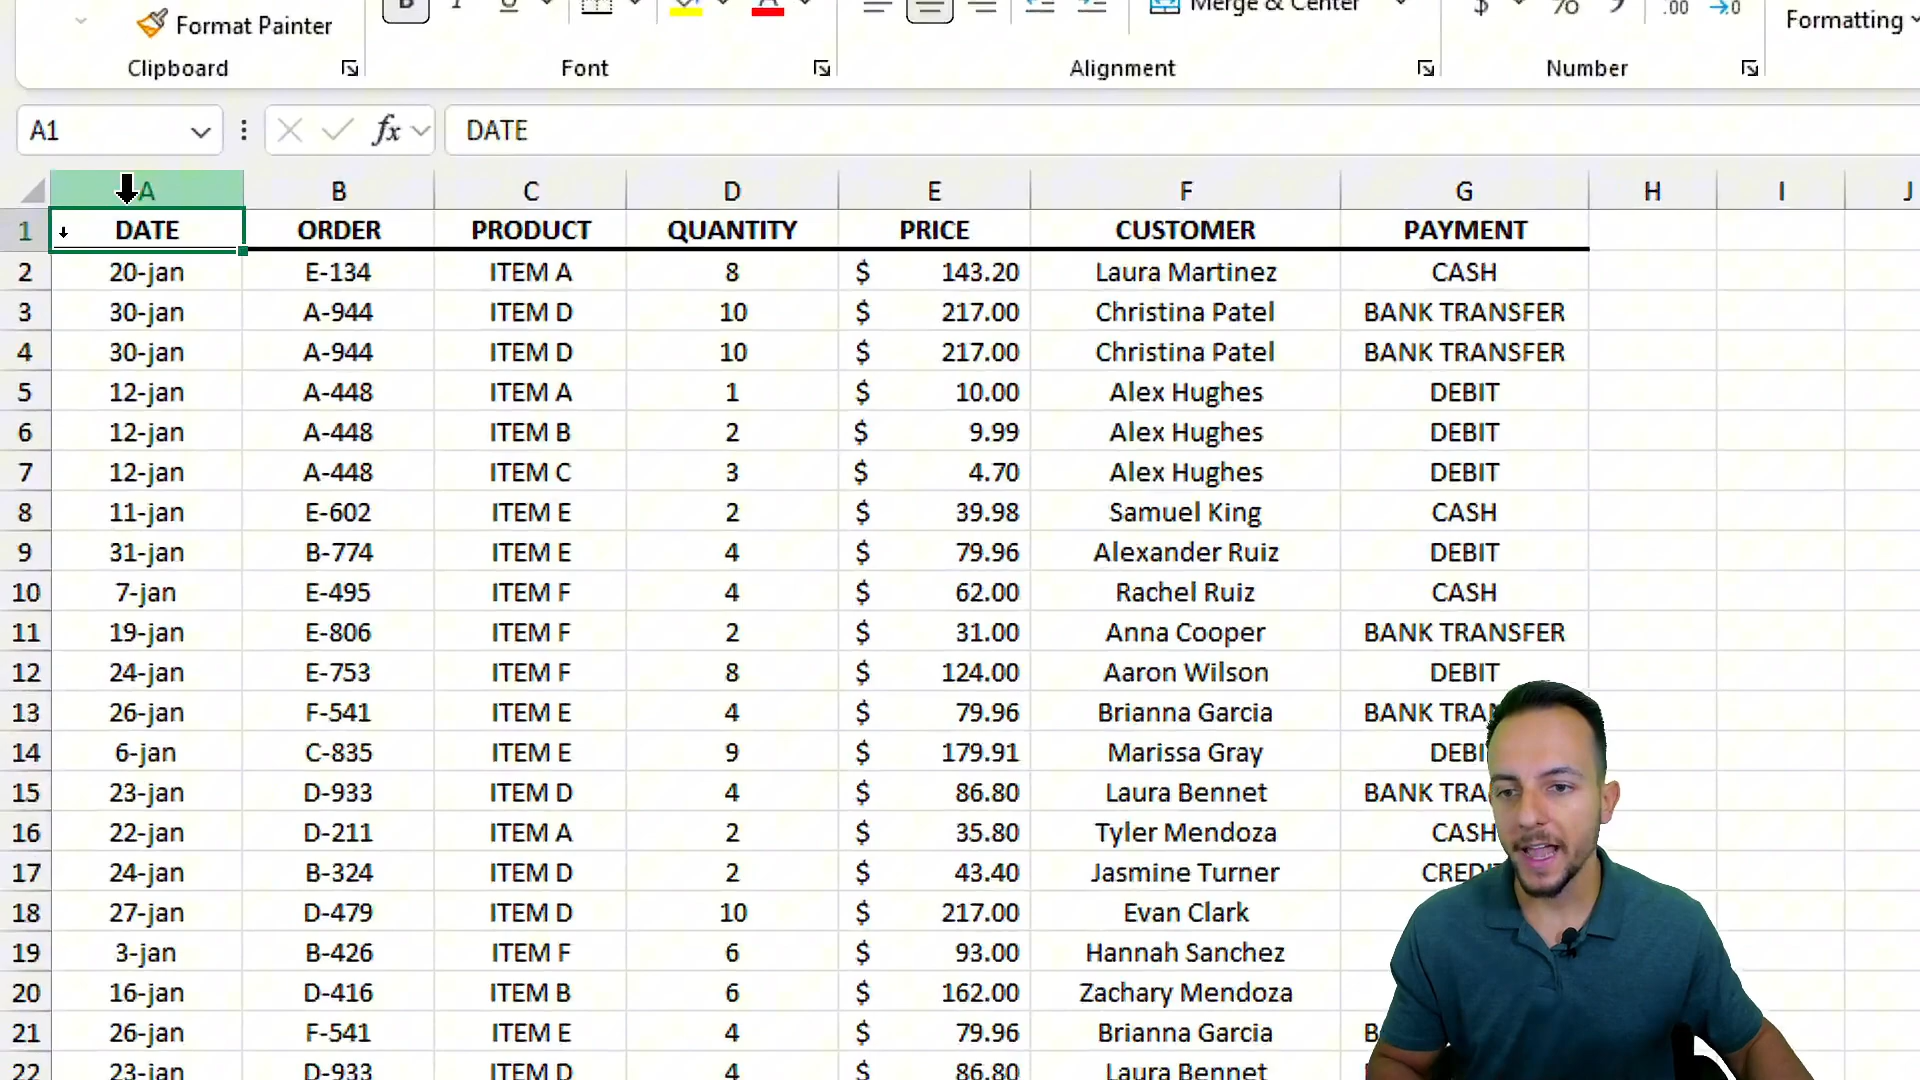 B I U Merge & Center $ % .00 →0
Format Painter Formatting
Clipboard Font Alignment Number
A1 fx DATE
A B C D E F G H I J
1 DATE ORDER PRODUCT QUANTITY PRICE CUSTOMER PAYMENT
2 20-jan E-134 ITEM A 8 $ 143.20 Laura Martinez CASH
3 30-jan A-944 ITEM D 10 $ 217.00 Christina Patel BANK TRANSFER
4 30-jan A-944 ITEM D 10 $ 217.00 Christina Patel BANK TRANSFER
5 12-jan A-448 ITEM A 1 $ 10.00 Alex Hughes DEBIT
6 12-jan A-448 ITEM B 2 $ 9.99 Alex Hughes DEBIT
7 12-jan A-448 ITEM C 3 $ 4.70 Alex Hughes DEBIT
8 11-jan E-602 ITEM E 2 $ 39.98 Samuel King CASH
9 31-jan B-774 ITEM E 4 $ 79.96 Alexander Ruiz DEBIT
10 7-jan E-495 ITEM F 4 $ 62.00 Rachel Ruiz CASH
11 19-jan E-806 ITEM F 2 $ 31.00 Anna Cooper BANK TRANSFER
12 24-jan E-753 ITEM F 8 $ 124.00 Aaron Wilson DEBIT
13 26-jan F-541 ITEM E 4 $ 79.96 Brianna Garcia BANK TRA
14 6-jan C-835 ITEM E 9 $ 179.91 Marissa Gray DEBI
15 23-jan D-933 ITEM D 4 $ 86.80 Laura Bennet BANK TRA
16 22-jan D-211 ITEM A 2 $ 35.80 Tyler Mendoza CASH
17 24-jan B-324 ITEM D 2 $ 43.40 Jasmine Turner CREDI
18 27-jan D-479 ITEM D 10 $ 217.00 Evan Clark
19 3-jan B-426 ITEM F 6 $ 93.00 Hannah Sanchez
20 16-jan D-416 ITEM B 6 $ 162.00 Zachary Mendoza
21 26-jan F-541 ITEM E 4 $ 79.96 Brianna Garcia B
22 23-jan D-933 ITEM D 4 $ 86.80 Laura Bennet